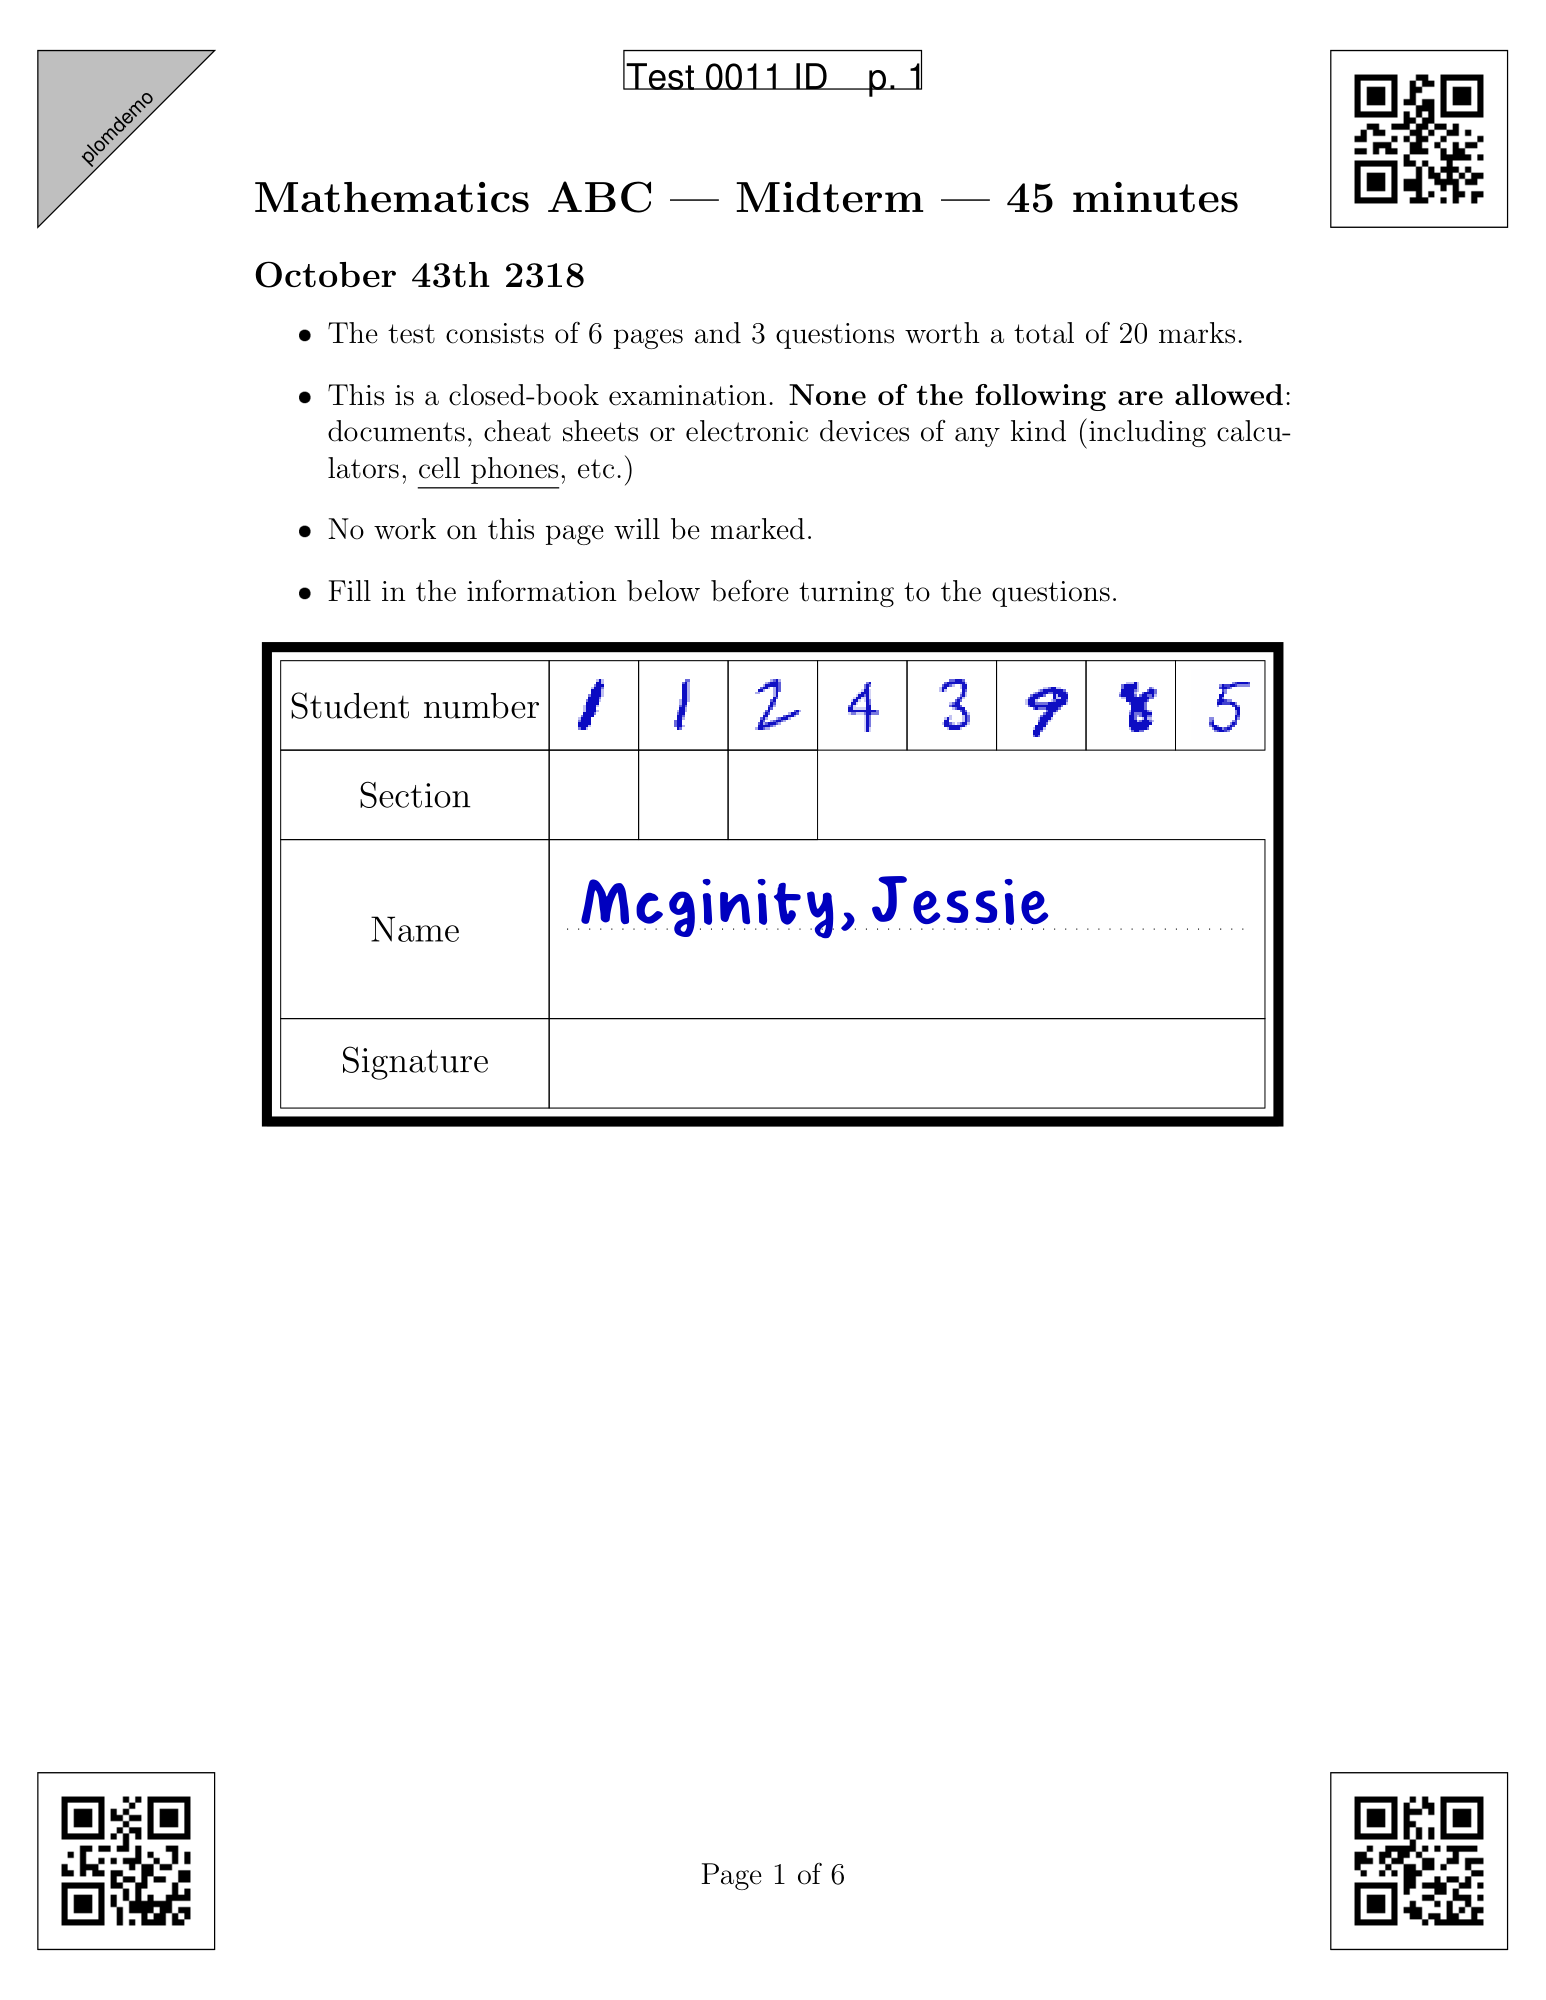 plomdemo
Test 0011 ID p. 1
Mathematics ABC — Midterm — 45 minutes
October 43th 2318
• The test consists of 6 pages and 3 questions worth a total of 20 marks.
• This is a closed-book examination. None of the following are allowed:
documents, cheat sheets or electronic devices of any kind (including calcu-
lators, cell phones, etc.)
• No work on this page will be marked.
• Fill in the information below before turning to the questions.
Student number 1 1 2 4 3 9 8 5
Section
Name Mcginity, Jessie
Signature
Page 1 of 6